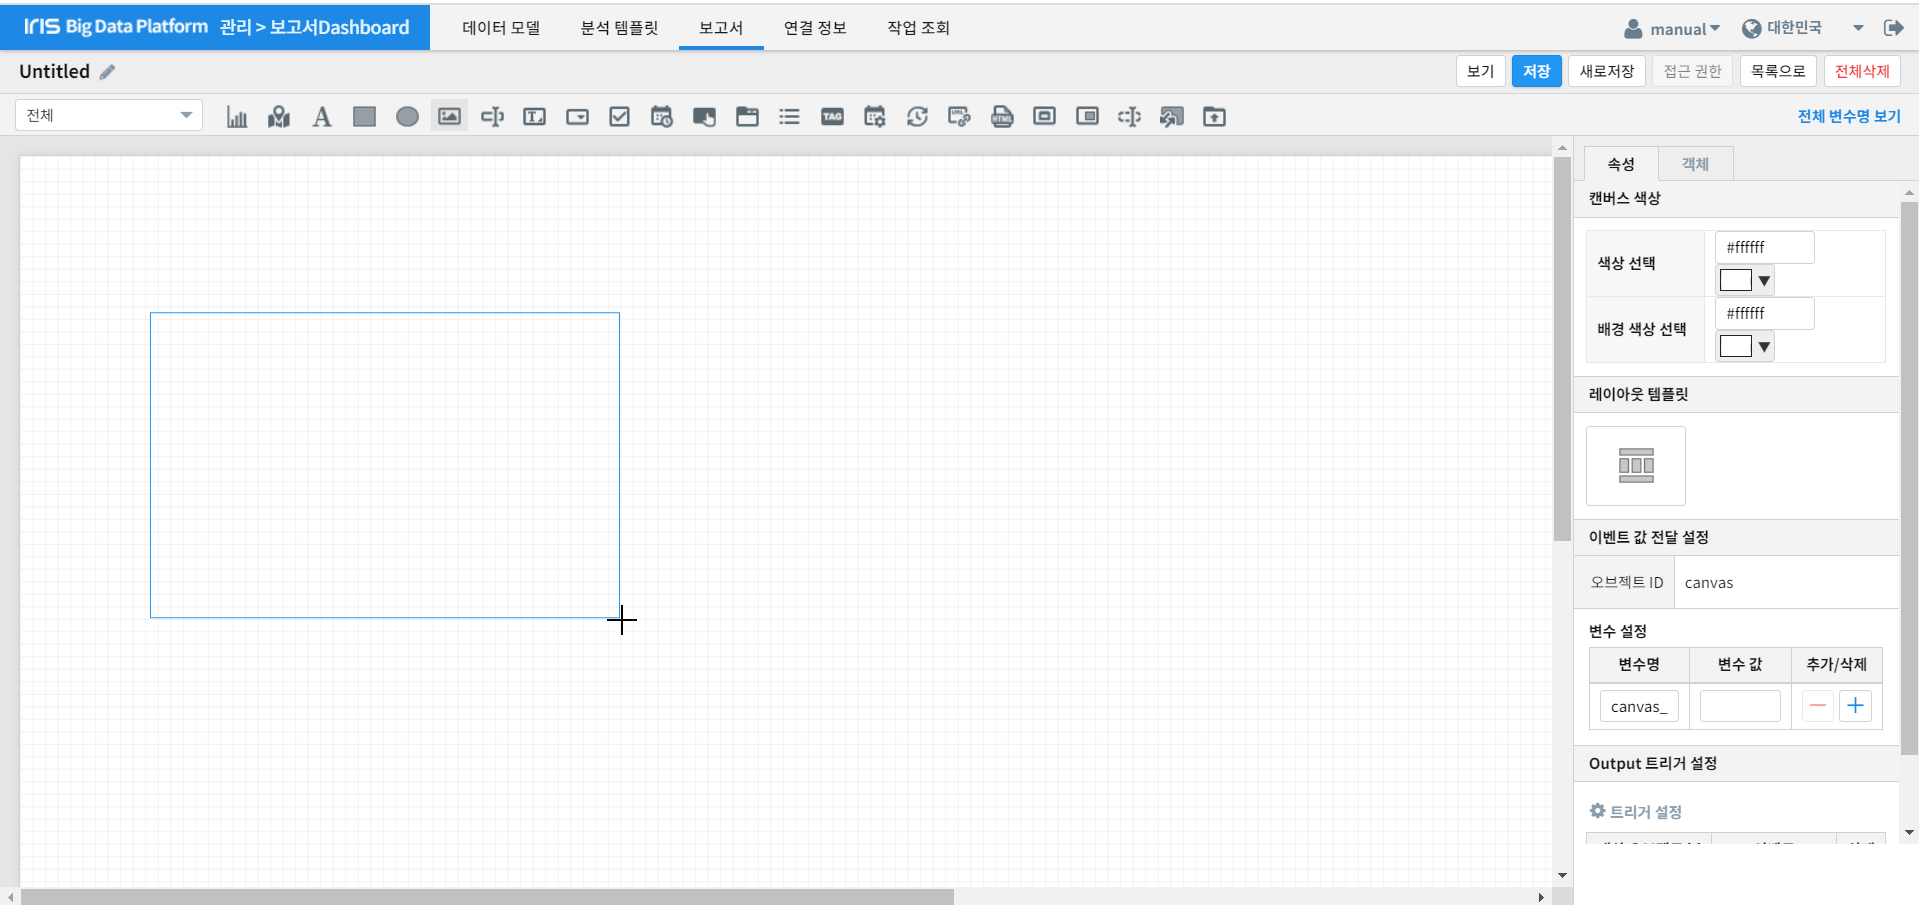 IRIS Big Data Platform 관리 > 보고서Dashboard 데이터 모델 분석 템플릿 보고서 연결 정보 작업 조회 manual 대한민국
Untitled 보기 저장 새로저장 접근 권한 목록으로 전체삭제
전체 A T TAG URL HTML 전체 변수명 보기
속성 객체
캔버스 색상
색상 선택 #ffffff
배경 색상 선택 #ffffff
레이아웃 템플릿
이벤트 값 전달 설정
오브젝트 ID canvas
변수 설정
변수명 변수 값 추가/삭제
canvas_
Output 트리거 설정
트리거 설정